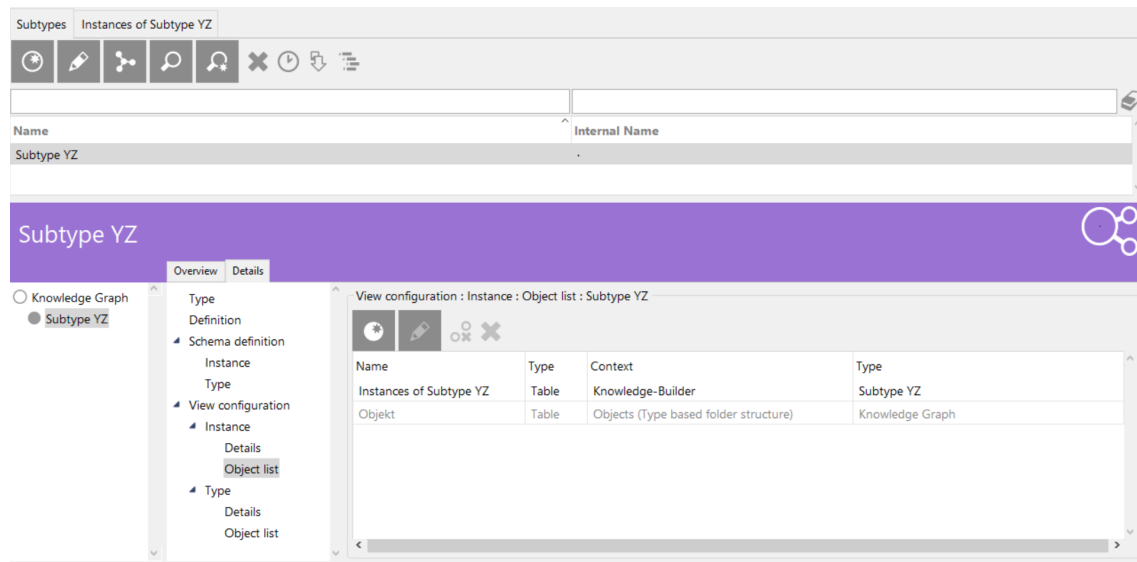 Subtypes Instances of Subtype YZ
Name Internal Name
Subtype YZ
Subtype YZ
Overview Details
Knowledge Graph
Subtype YZ
Type
Definition
Schema definition
Instance
Type
View configuration
Instance
Details
Object list
Type
Details
Object list
View configuration : Instance : Object list : Subtype YZ
Name Type Context Type
Instances of Subtype YZ Table Knowledge-Builder Subtype YZ
Objekt Table Objects (Type based folder structure) Knowledge Graph